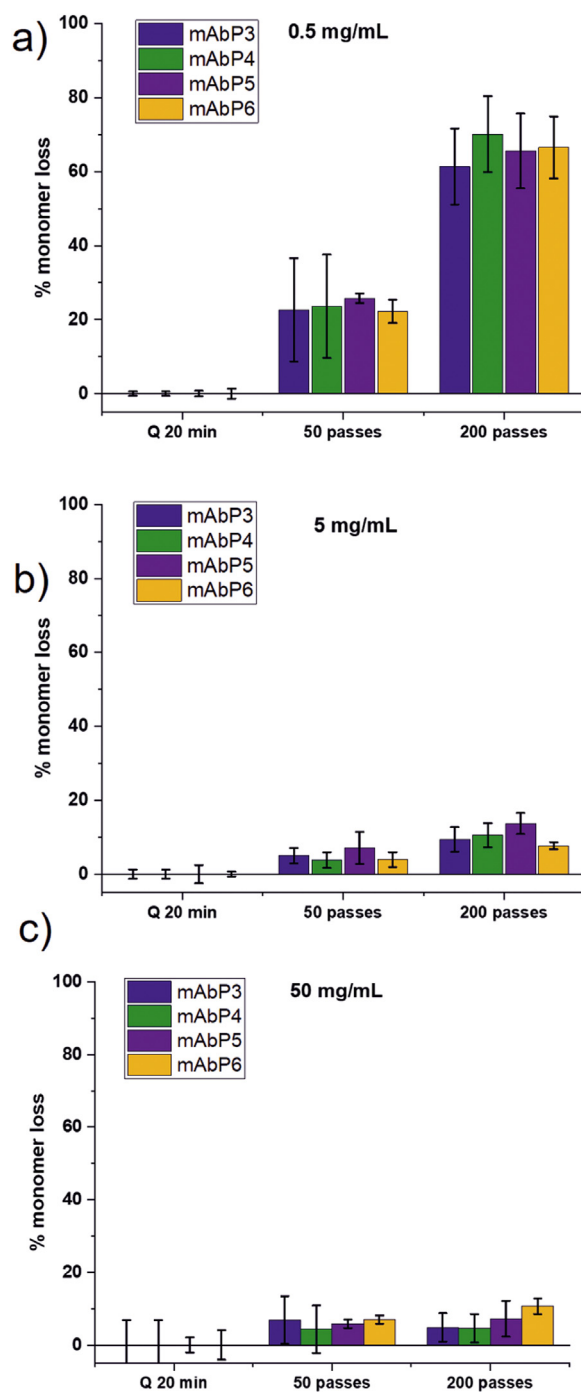 a)
0.5 mg/mL
mAbP3
mAbP4
mAbP5
mAbP6
% monomer loss
100
80
60
40
20
0
Q 20 min 50 passes 200 passes
b)
5 mg/mL
mAbP3
mAbP4
mAbP5
mAbP6
% monomer loss
100
80
60
40
20
0
Q 20 min 50 passes 200 passes
c)
50 mg/mL
mAbP3
mAbP4
mAbP5
mAbP6
% monomer loss
100
80
60
40
20
0
Q 20 min 50 passes 200 passes